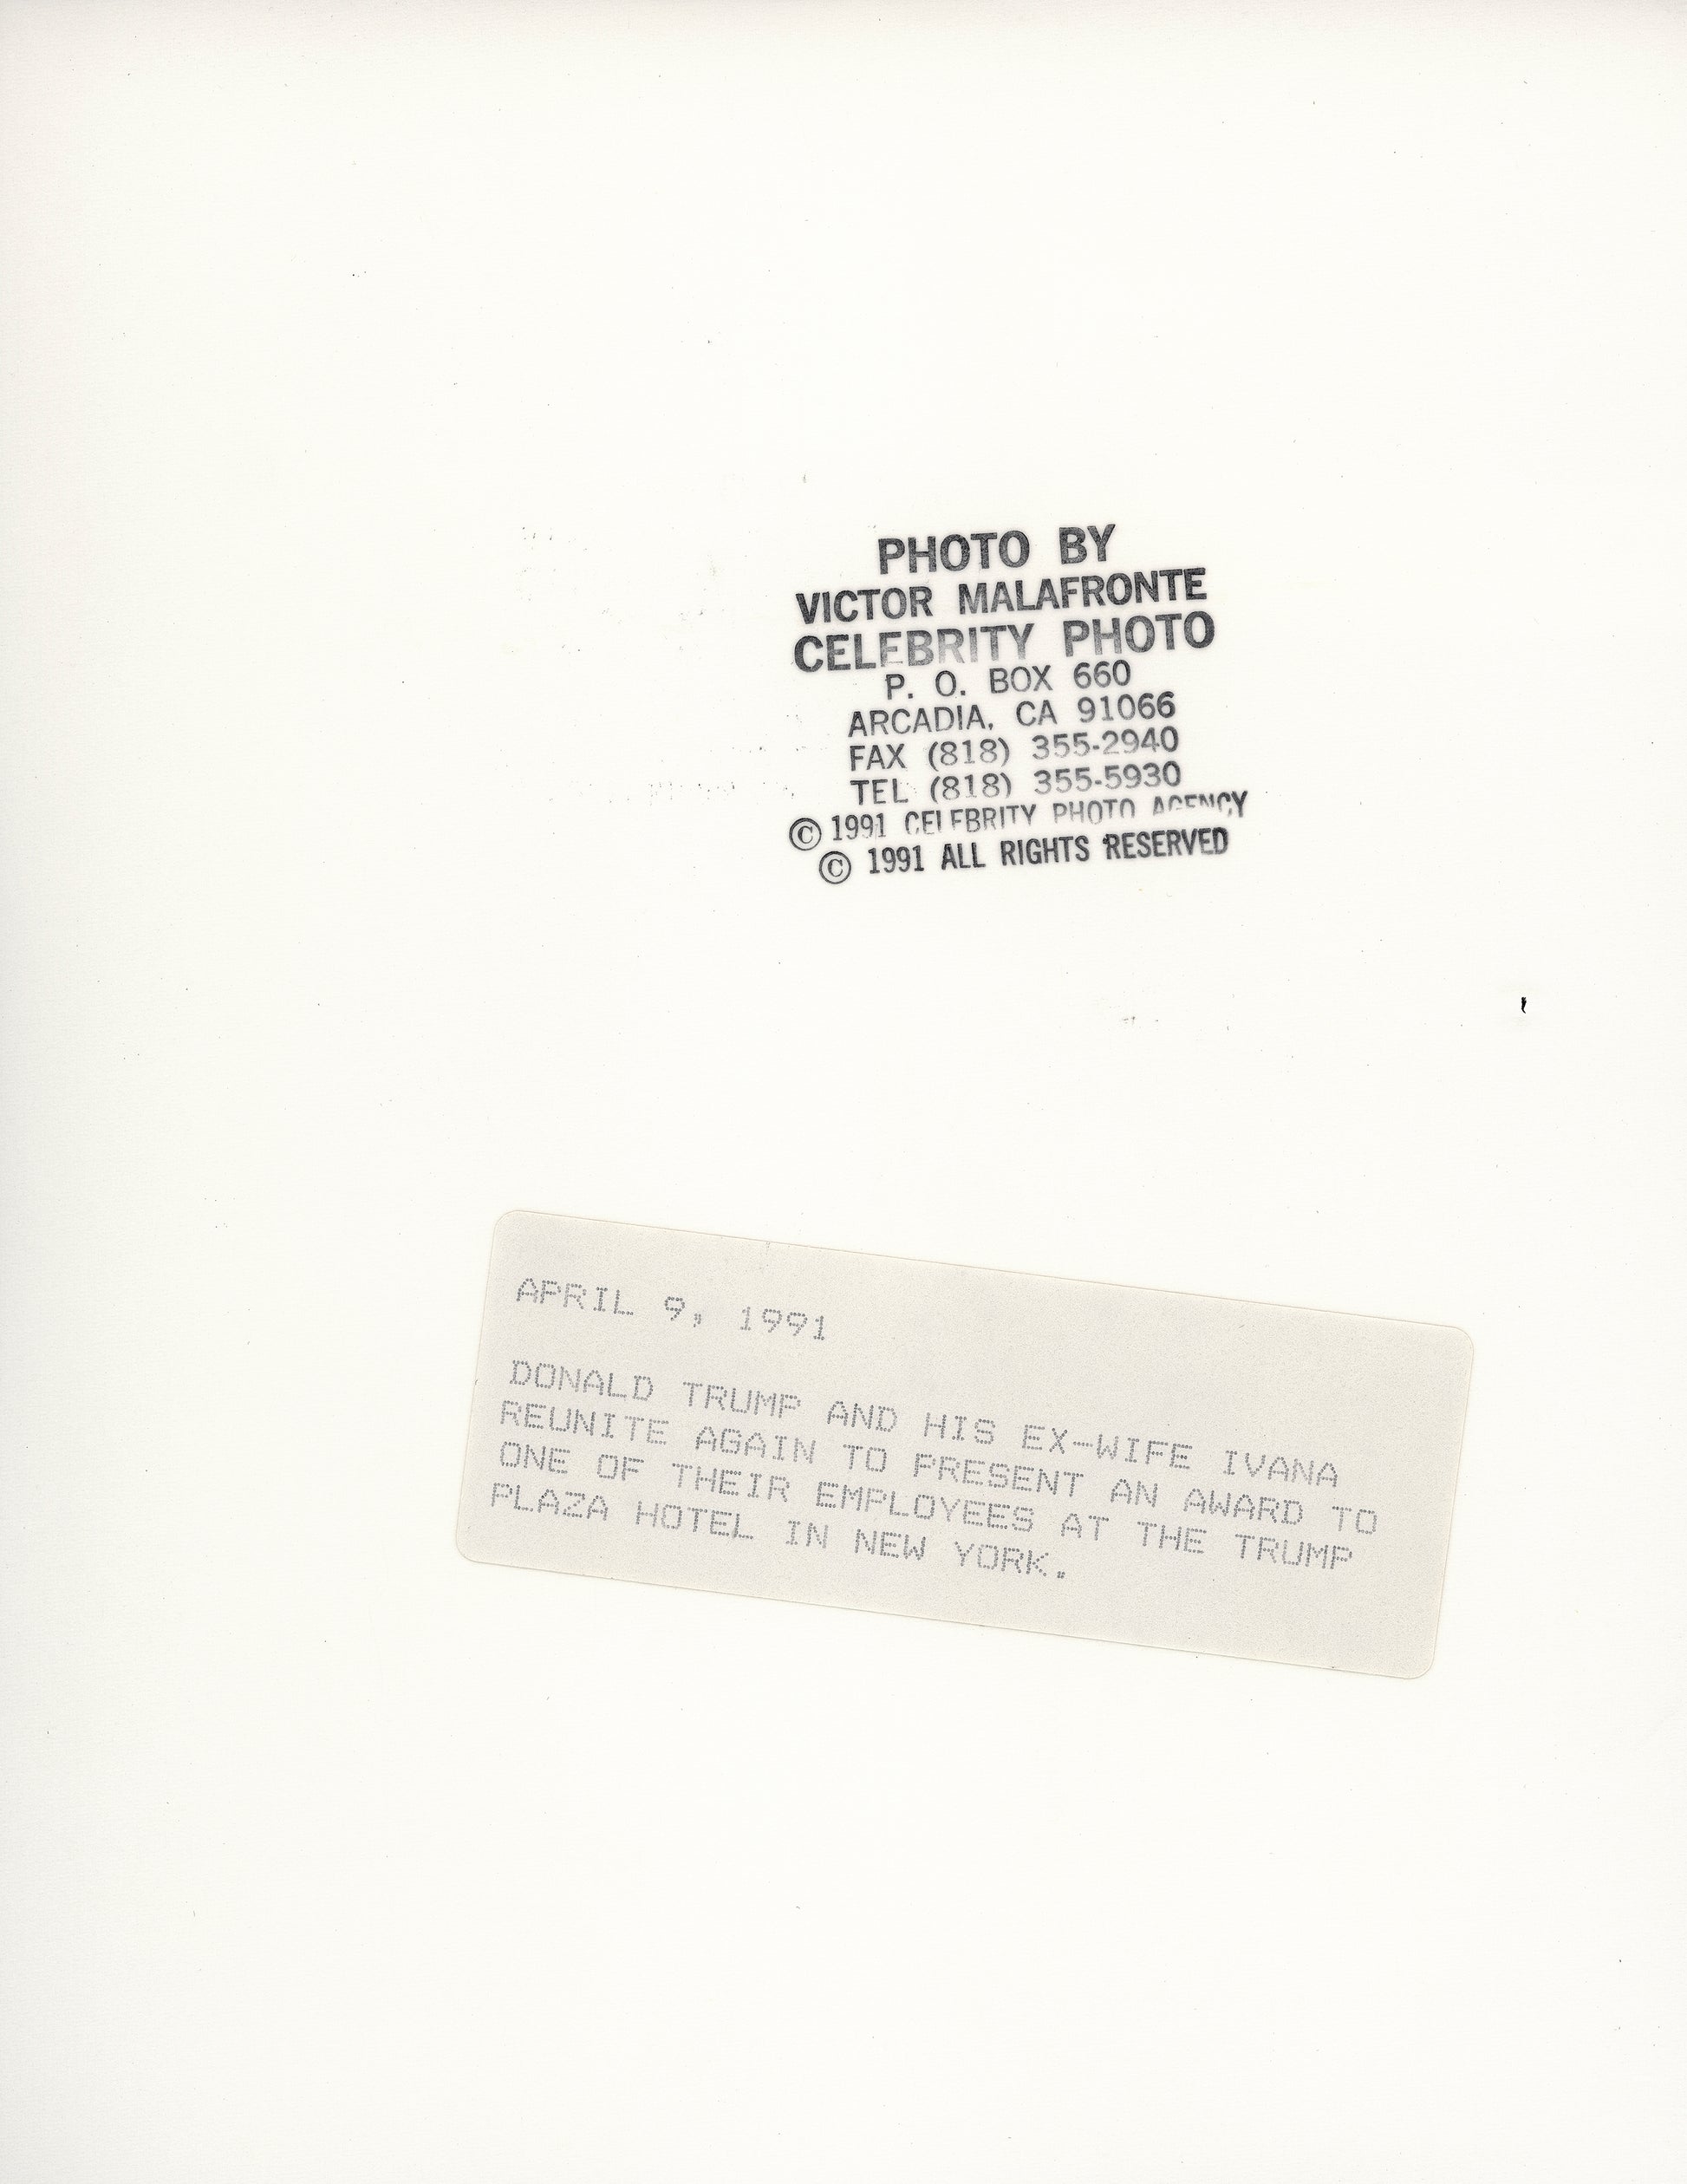 PHOTO BY
VICTOR MALAFRONTE
CELEBRITY PHOTO
P. O. BOX 660
ARCADIA, CA 91066
FAX (818) 355-2940
TEL (818) 355-5930
© 1991 CELEBRITY PHOTO AGENCY
© 1991 ALL RIGHTS RESERVED
APRIL 9, 1991
DONALD TRUMP AND HIS EX-WIFE IVANA
REUNITE AGAIN TO PRESENT AN AWARD TO
ONE OF THEIR EMPLOYEES AT THE TRUMP
PLAZA HOTEL IN NEW YORK.